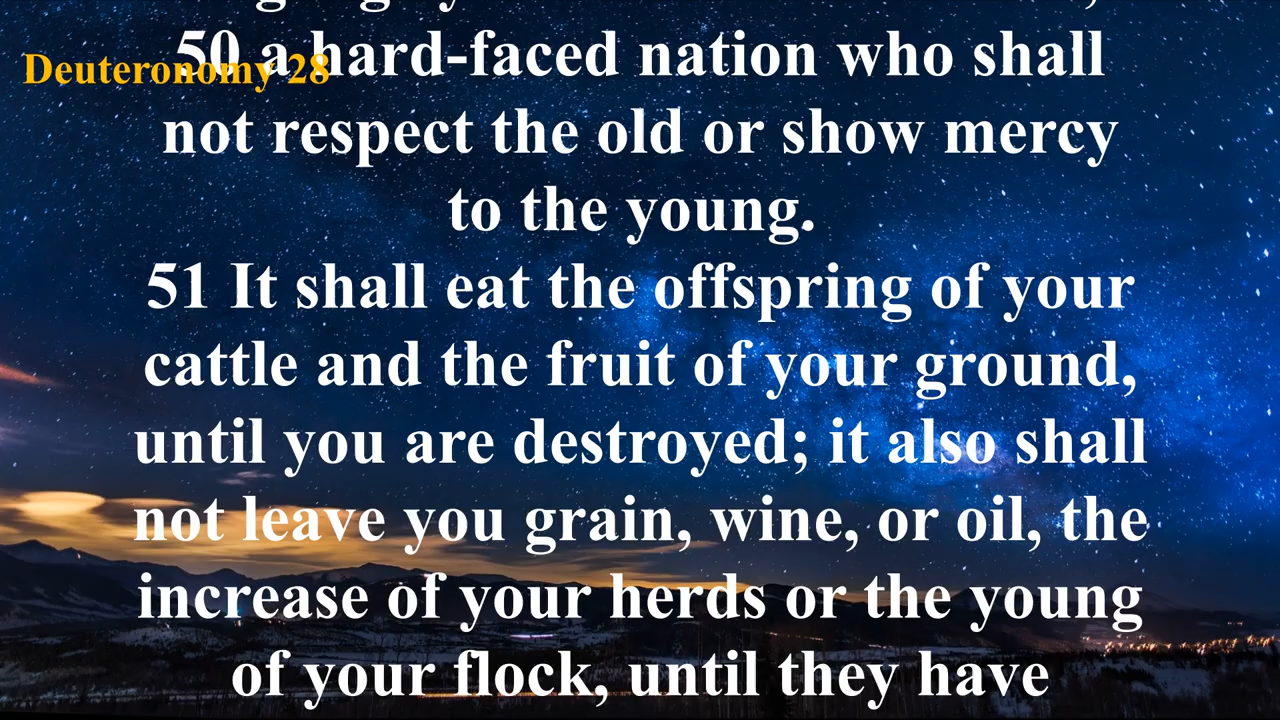 Deuteronomy 28
50 a hard-faced nation who shall
not respect the old or show mercy
to the young.
51 It shall eat the offspring of your
cattle and the fruit of your ground,
until you are destroyed; it also shall
not leave you grain, wine, or oil, the
increase of your herds or the young
of your flock, until they have